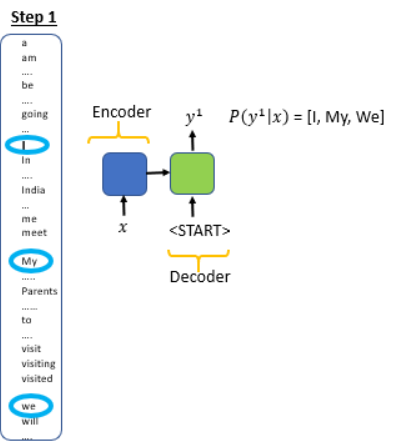 Step 1
a
am
....
be
....
going
...
I
In
....
India
...
me
meet
My
.....
Parents
......
to
....
visit
visiting
visited
we
will
....
Encoder
y¹
P(y¹|x) = [I, My, We]
x
<START>
Decoder